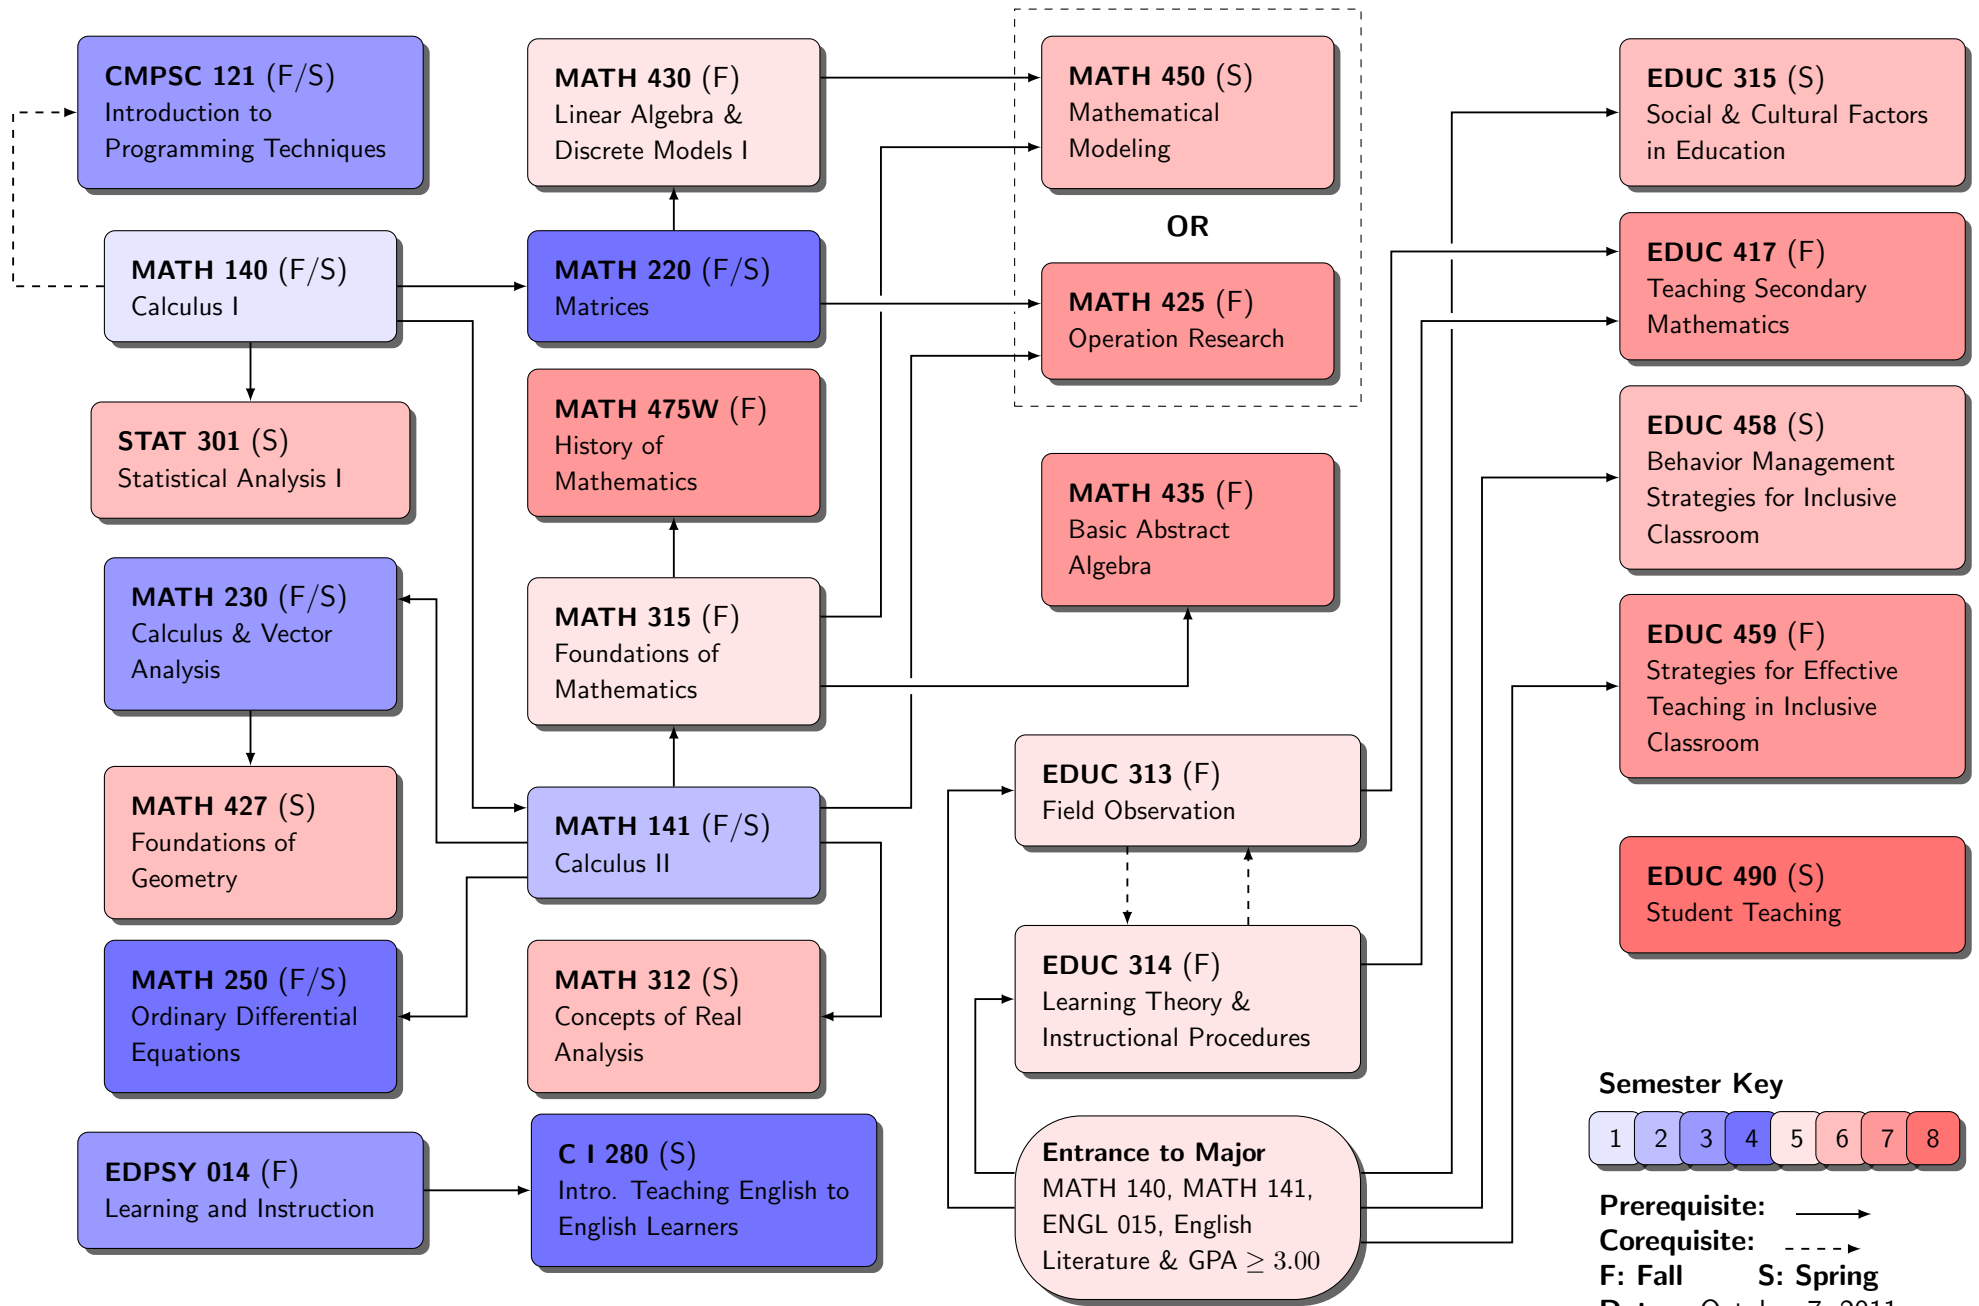 CMPSC 121 (F/S)
Introduction to
Programming Techniques
MATH 140 (F/S)
Calculus I
STAT 301 (S)
Statistical Analysis I
MATH 230 (F/S)
Calculus & Vector
Analysis
MATH 427 (S)
Foundations of
Geometry
MATH 250 (F/S)
Ordinary Differential
Equations
EDPSY 014 (F)
Learning and Instruction
MATH 430 (F)
Linear Algebra &
Discrete Models I
MATH 220 (F/S)
Matrices
MATH 475W (F)
History of
Mathematics
MATH 315 (F)
Foundations of
Mathematics
MATH 141 (F/S)
Calculus II
MATH 312 (S)
Concepts of Real
Analysis
C I 280 (S)
Intro. Teaching English to
English Learners
MATH 450 (S)
Mathematical
Modeling
OR
MATH 425 (F)
Operation Research
MATH 435 (F)
Basic Abstract
Algebra
EDUC 313 (F)
Field Observation
EDUC 314 (F)
Learning Theory &
Instructional Procedures
Entrance to Major
MATH 140, MATH 141,
ENGL 015, English
Literature & GPA ≥ 3.00
EDUC 315 (S)
Social & Cultural Factors
in Education
EDUC 417 (F)
Teaching Secondary
Mathematics
EDUC 458 (S)
Behavior Management
Strategies for Inclusive
Classroom
EDUC 459 (F)
Strategies for Effective
Teaching in Inclusive
Classroom
EDUC 490 (S)
Student Teaching
Semester Key
1 2 3 4 5 6 7 8
Prerequisite:
Corequisite:
F: Fall S: Spring
Date: October 7, 2011